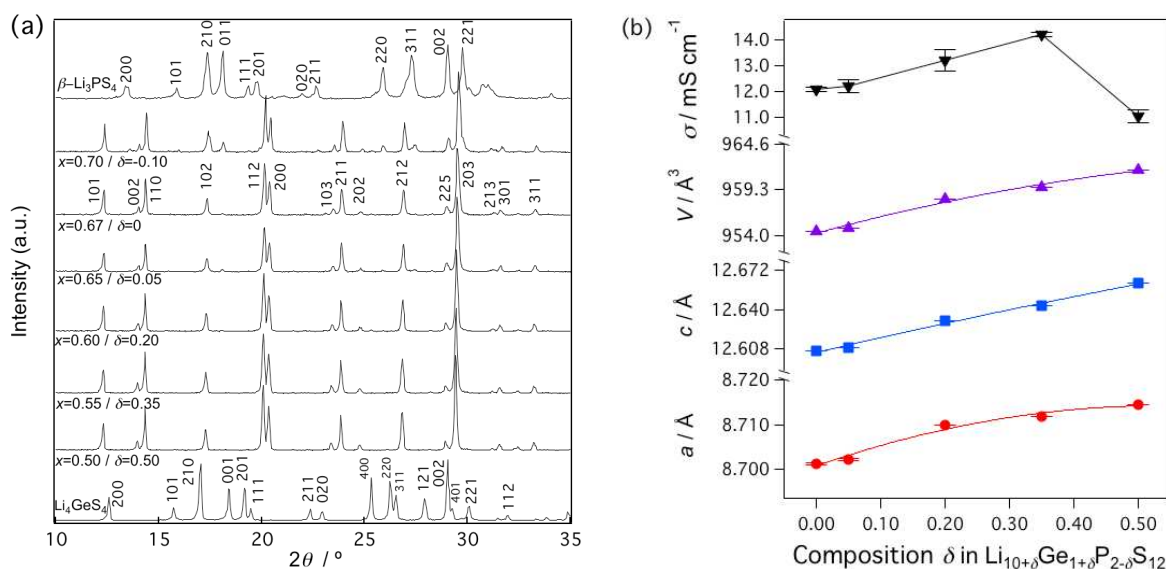 (a)
β-Li₃PS₄
200
101
210
011
111
201
020
211
220
311
002
221
x=0.70 / δ=-0.10
101
002
110
102
112
200
103
211
202
212
225
203
213
301
311
x=0.67 / δ=0
x=0.65 / δ=0.05
x=0.60 / δ=0.20
x=0.55 / δ=0.35
x=0.50 / δ=0.50
Li₄GeS₄
200
101
210
001
201
111
211
020
400
220
311
121
002
401
221
112
10 15 20 25 30 35
2θ / °
Intensity (a.u.)
(b)
σ / mS cm⁻¹
14.0
13.0
12.0
11.0
V / Å³
964.6
959.3
954.0
c / Å
12.672
12.640
12.608
a / Å
8.720
8.710
8.700
0.00 0.10 0.20 0.30 0.40 0.50
Composition δ in Li₁₀₊δGe₁₊δP₂₋δS₁₂